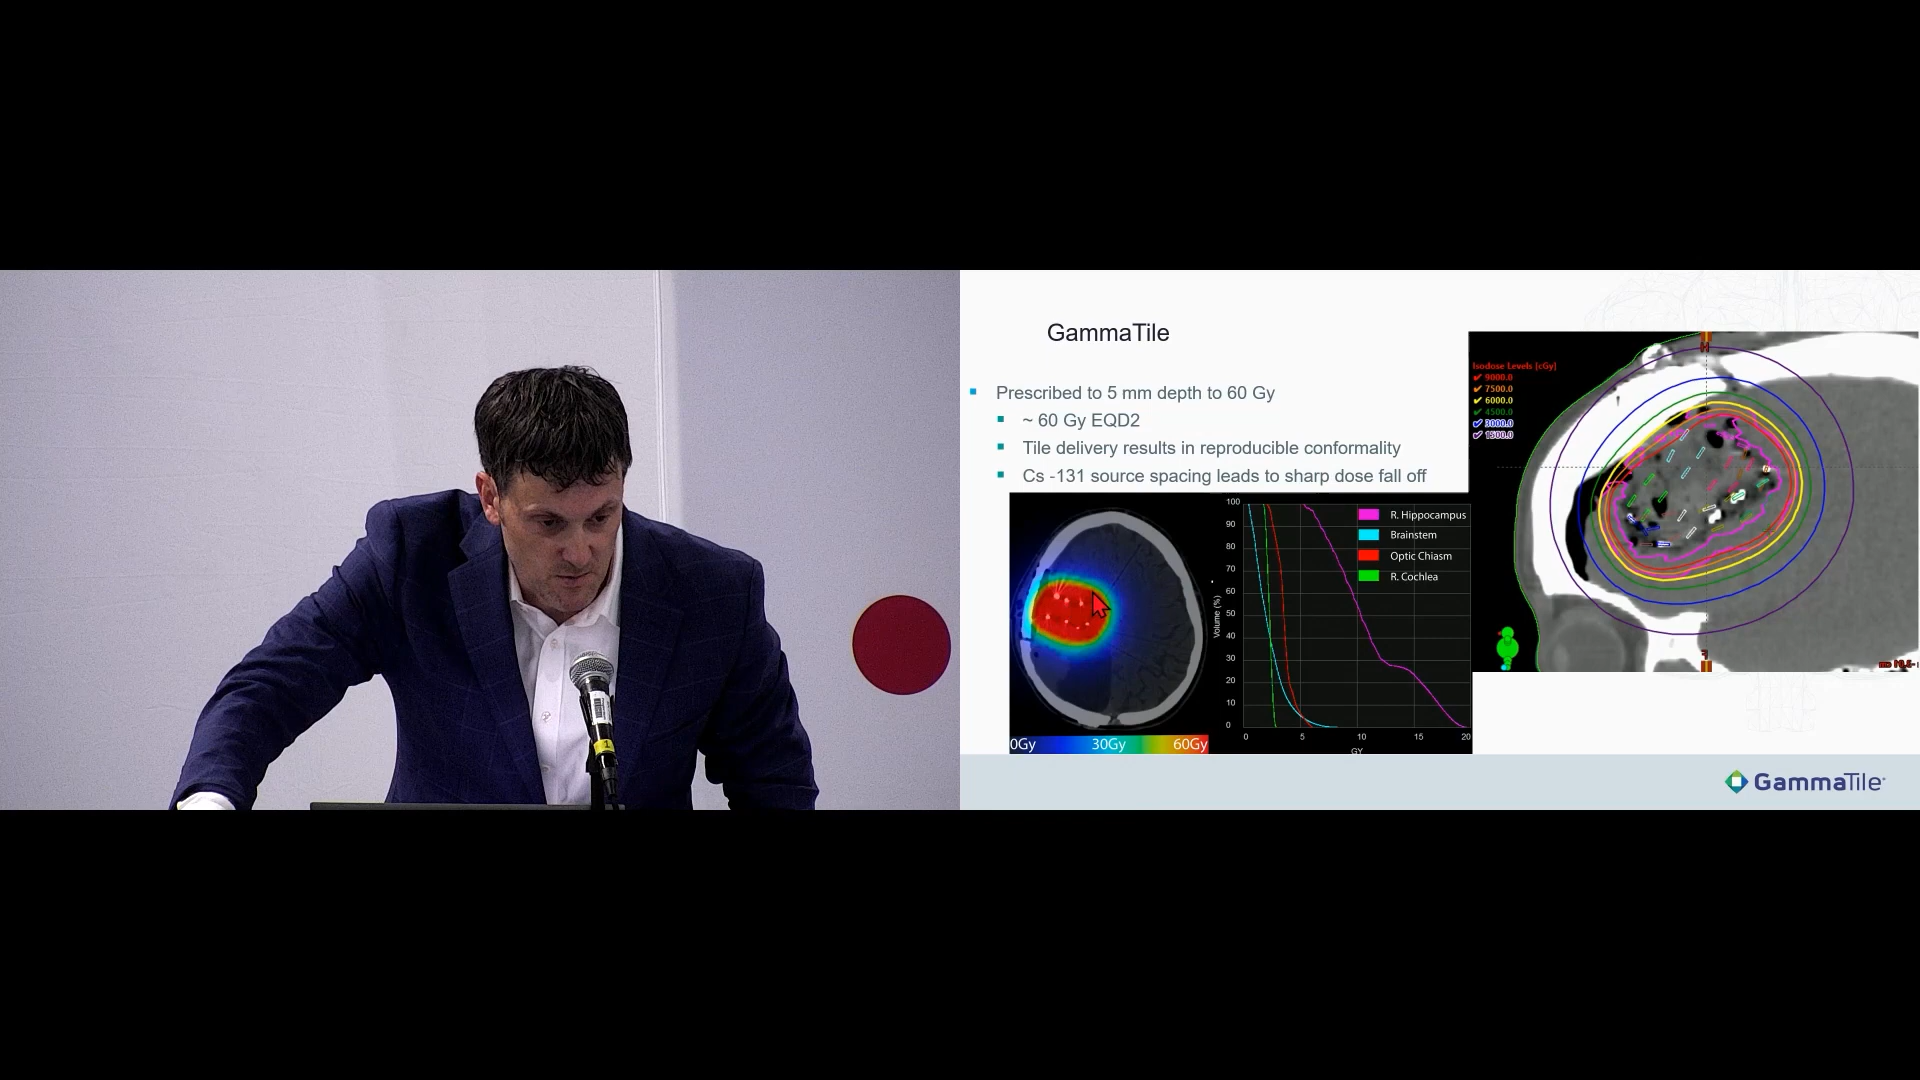 GammaTile
Prescribed to 5 mm depth to 60 Gy
~ 60 Gy EQD2
Tile delivery results in reproducible conformality
Cs -131 source spacing leads to sharp dose fall off
Isodose Levels [cGy]
9000.0
7500.0
6000.0
4500.0
3000.0
1500.0
H
F
0Gy 30Gy 60Gy
Volume (%)
100
90
80
70
60
50
40
30
20
10
0
0 5 10 15 20
GY
R. Hippocampus
Brainstem
Optic Chiasm
R. Cochlea
1
GammaTile